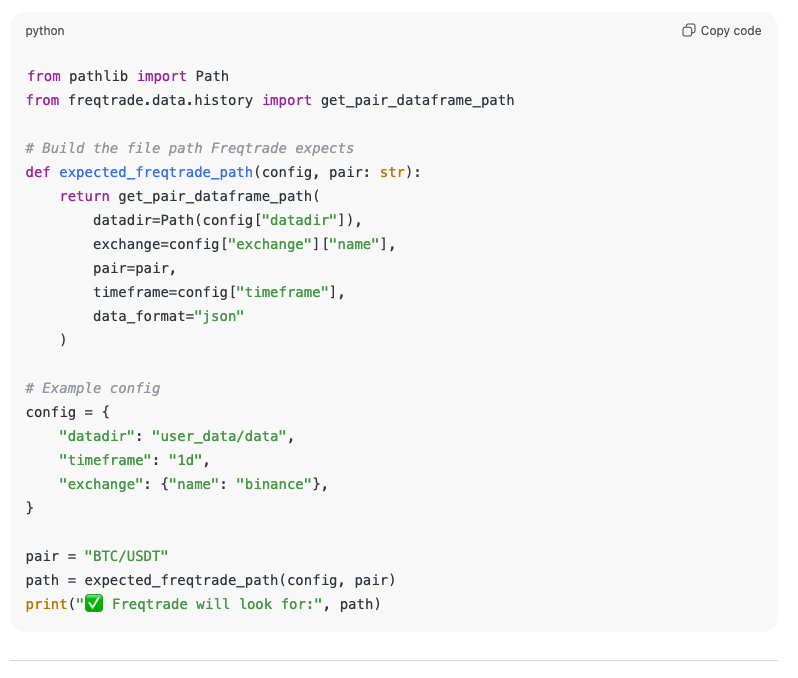 python
Copy code
from pathlib import Path
from freqtrade.data.history import get_pair_dataframe_path
# Build the file path Freqtrade expects
def expected_freqtrade_path(config, pair: str):
    return get_pair_dataframe_path(
        datadir=Path(config["datadir"]),
        exchange=config["exchange"]["name"],
        pair=pair,
        timeframe=config["timeframe"],
        data_format="json"
    )
# Example config
config = {
    "datadir": "user_data/data",
    "timeframe": "1d",
    "exchange": {"name": "binance"},
}
pair = "BTC/USDT"
path = expected_freqtrade_path(config, pair)
print("✅ Freqtrade will look for:", path)